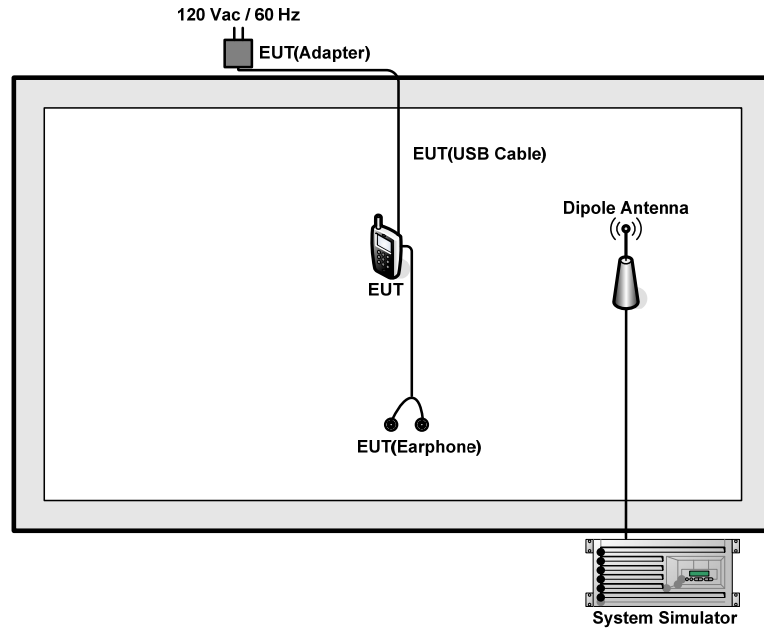 120 Vac / 60 Hz
EUT(Adapter)
EUT(USB Cable)
Dipole Antenna
EUT
EUT(Earphone)
System Simulator